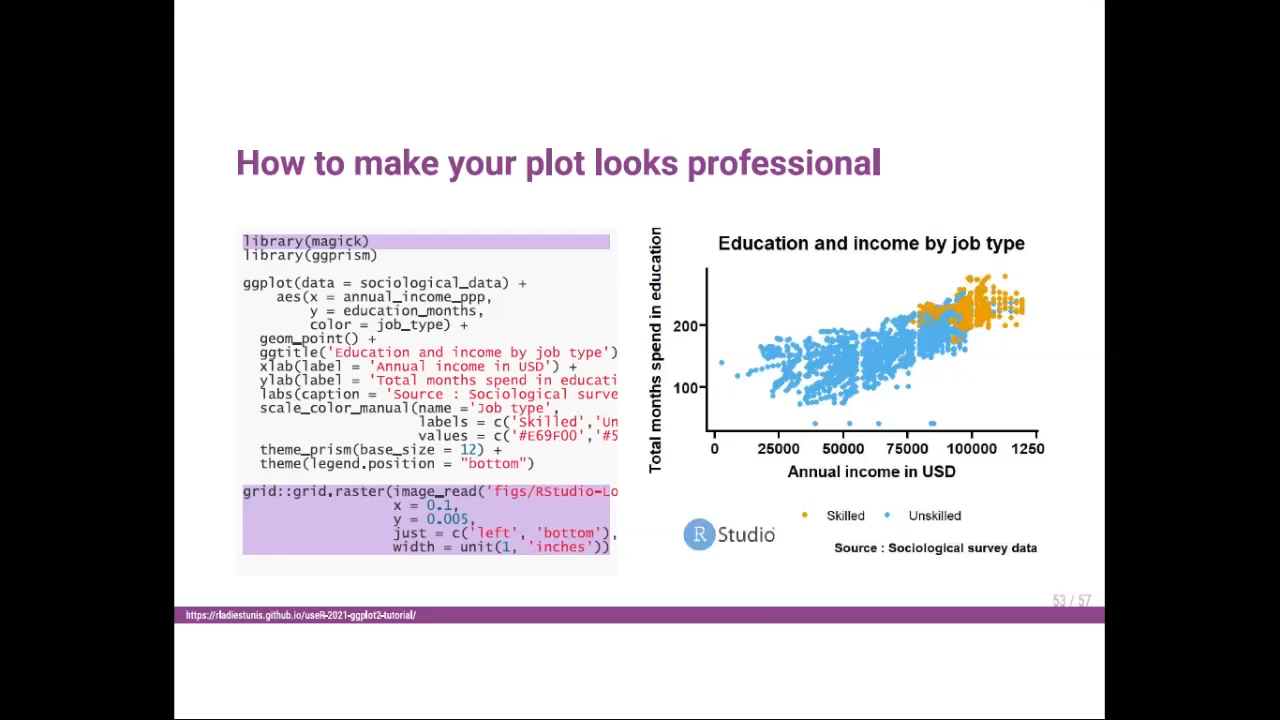 How to make your plot looks professional
library(magick)
library(ggprism)
ggplot(data = sociological_data) +
aes(x = annual_income_ppp,
y = education_months,
color = job_type) +
geom_point() +
ggtitle('Education and income by job type')
xlab(label = 'Annual income in USD') +
ylab(label = 'Total months spend in educati
labs(caption = 'Source : Sociological surve
scale_color_manual(name ='Job type',
labels = c('Skilled','Un
values = c('#E69F00','#5
theme_prism(base_size = 12) +
theme(legend.position = "bottom")
grid::grid.raster(image_read('figs/RStudio-Lo
x = 0.1,
y = 0.005,
just = c('left', 'bottom'),
width = unit(1, 'inches'))
Education and income by job type
Total months spend in education
200
100
0 25000 50000 75000 100000 1250
Annual income in USD
Skilled Unskilled
R Studio
Source : Sociological survey data
53 / 57
https://rladiestunis.github.io/useR-2021-ggplot2-tutorial/